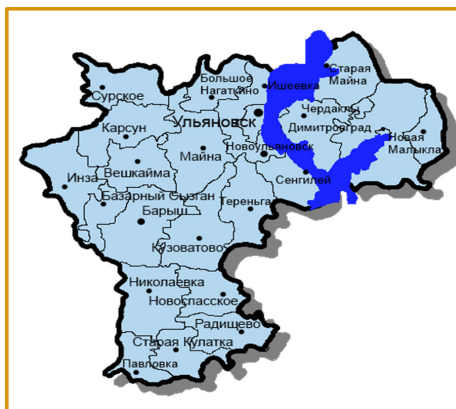 Большое
Нагаткино
Ишеевка
Старая
Майна
Сурское
Чердаклы
УЛЬЯНОВСК
Димитровград
Карсун
Новая
Малыкла
Майна
Новоульяновск
Вешкайма
Инза
Сенгилей
Базарный Сызган
Тереньга
Барыш
Кузоватово
Николаевка
Новоспасское
Радищево
Старая Кулатка
Павловка